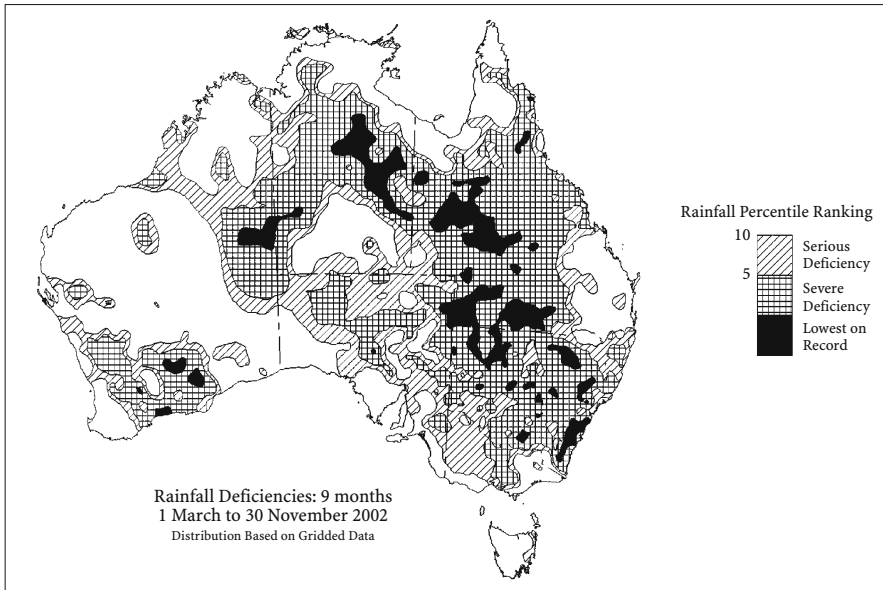 Rainfall Percentile Ranking
10
Serious
Deficiency
5
Severe
Deficiency
Lowest on
Record
Rainfall Deficiencies: 9 months
1 March to 30 November 2002
Distribution Based on Gridded Data